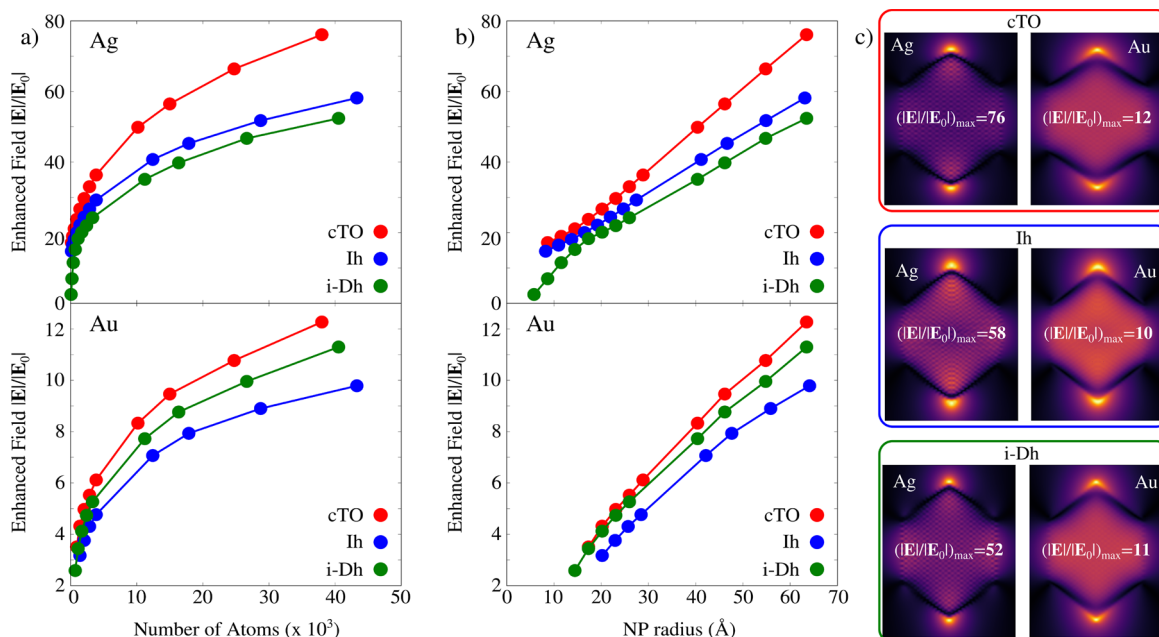 a)
Ag
Enhanced Field |E|/|E₀|
80
60
40
20
0
cTO
Ih
i-Dh
Au
Enhanced Field |E|/|E₀|
12
10
8
6
4
2
cTO
Ih
i-Dh
0 10 20 30 40 50
Number of Atoms (x 10³)
b)
Ag
Enhanced Field |E|/|E₀|
80
60
40
20
0
cTO
Ih
i-Dh
Au
Enhanced Field |E|/|E₀|
12
10
8
6
4
2
cTO
Ih
i-Dh
0 10 20 30 40 50 60 70
NP radius (Å)
c)
cTO
Ag Au
(|E|/|E₀|)max=76 (|E|/|E₀|)max=12
Ih
Ag Au
(|E|/|E₀|)max=58 (|E|/|E₀|)max=10
i-Dh
Ag Au
(|E|/|E₀|)max=52 (|E|/|E₀|)max=11